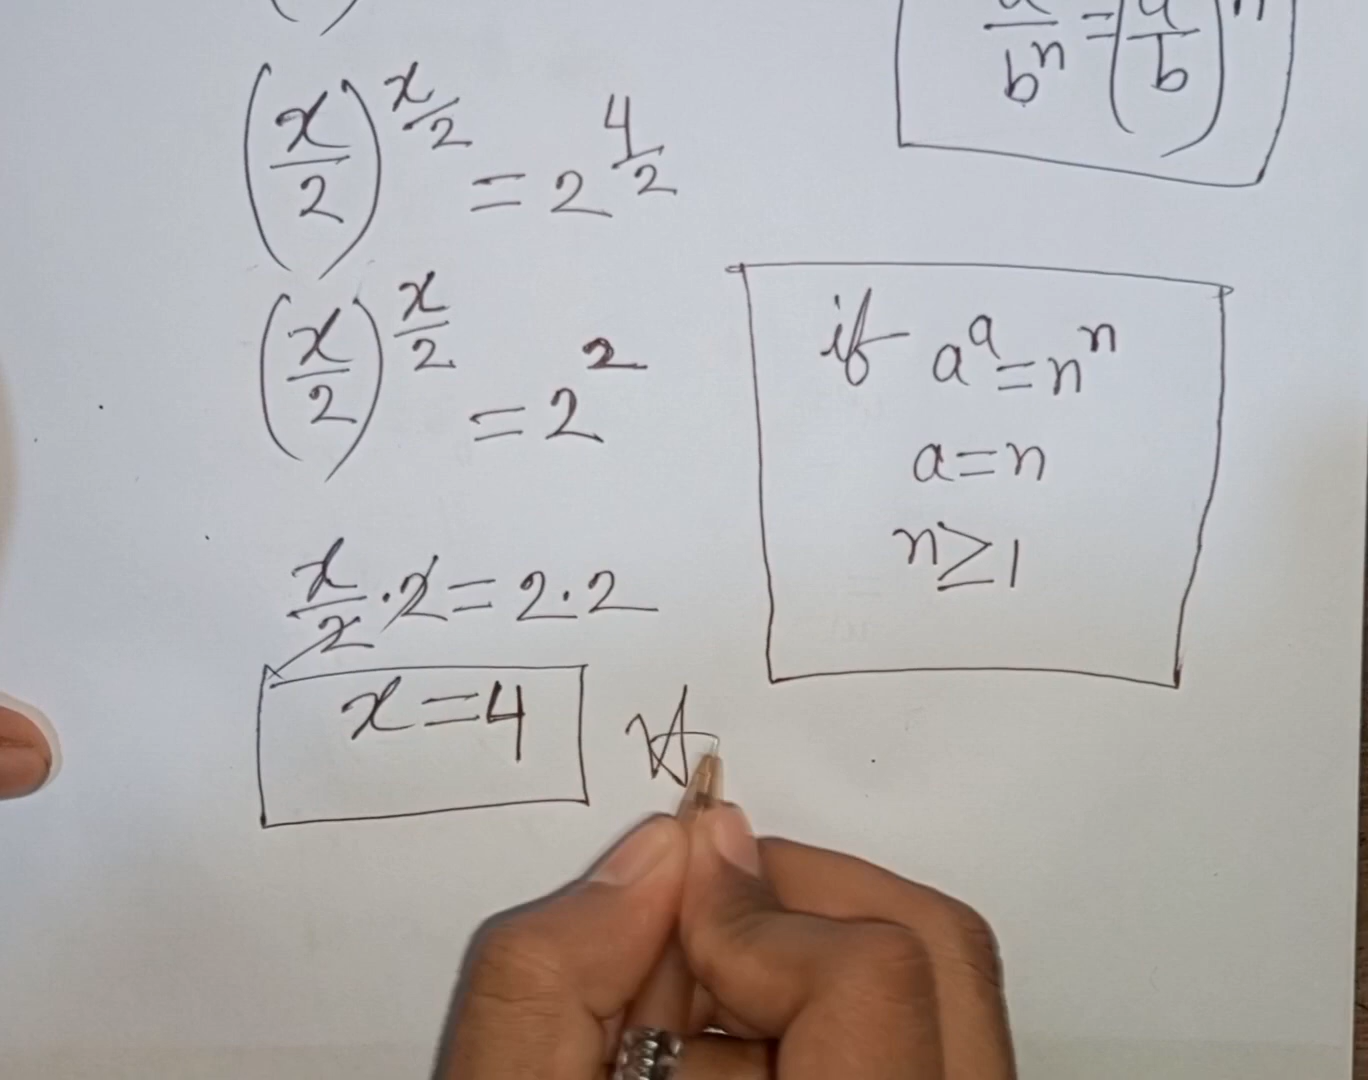 (x/2)^(x/2) = 2^(4/2)
(x/2)^(x/2) = 2^2
x/2 · 2 = 2 · 2
x = 4
/b^n = (a/b)^n
if a^a = n^n
a = n
n ≥ 1